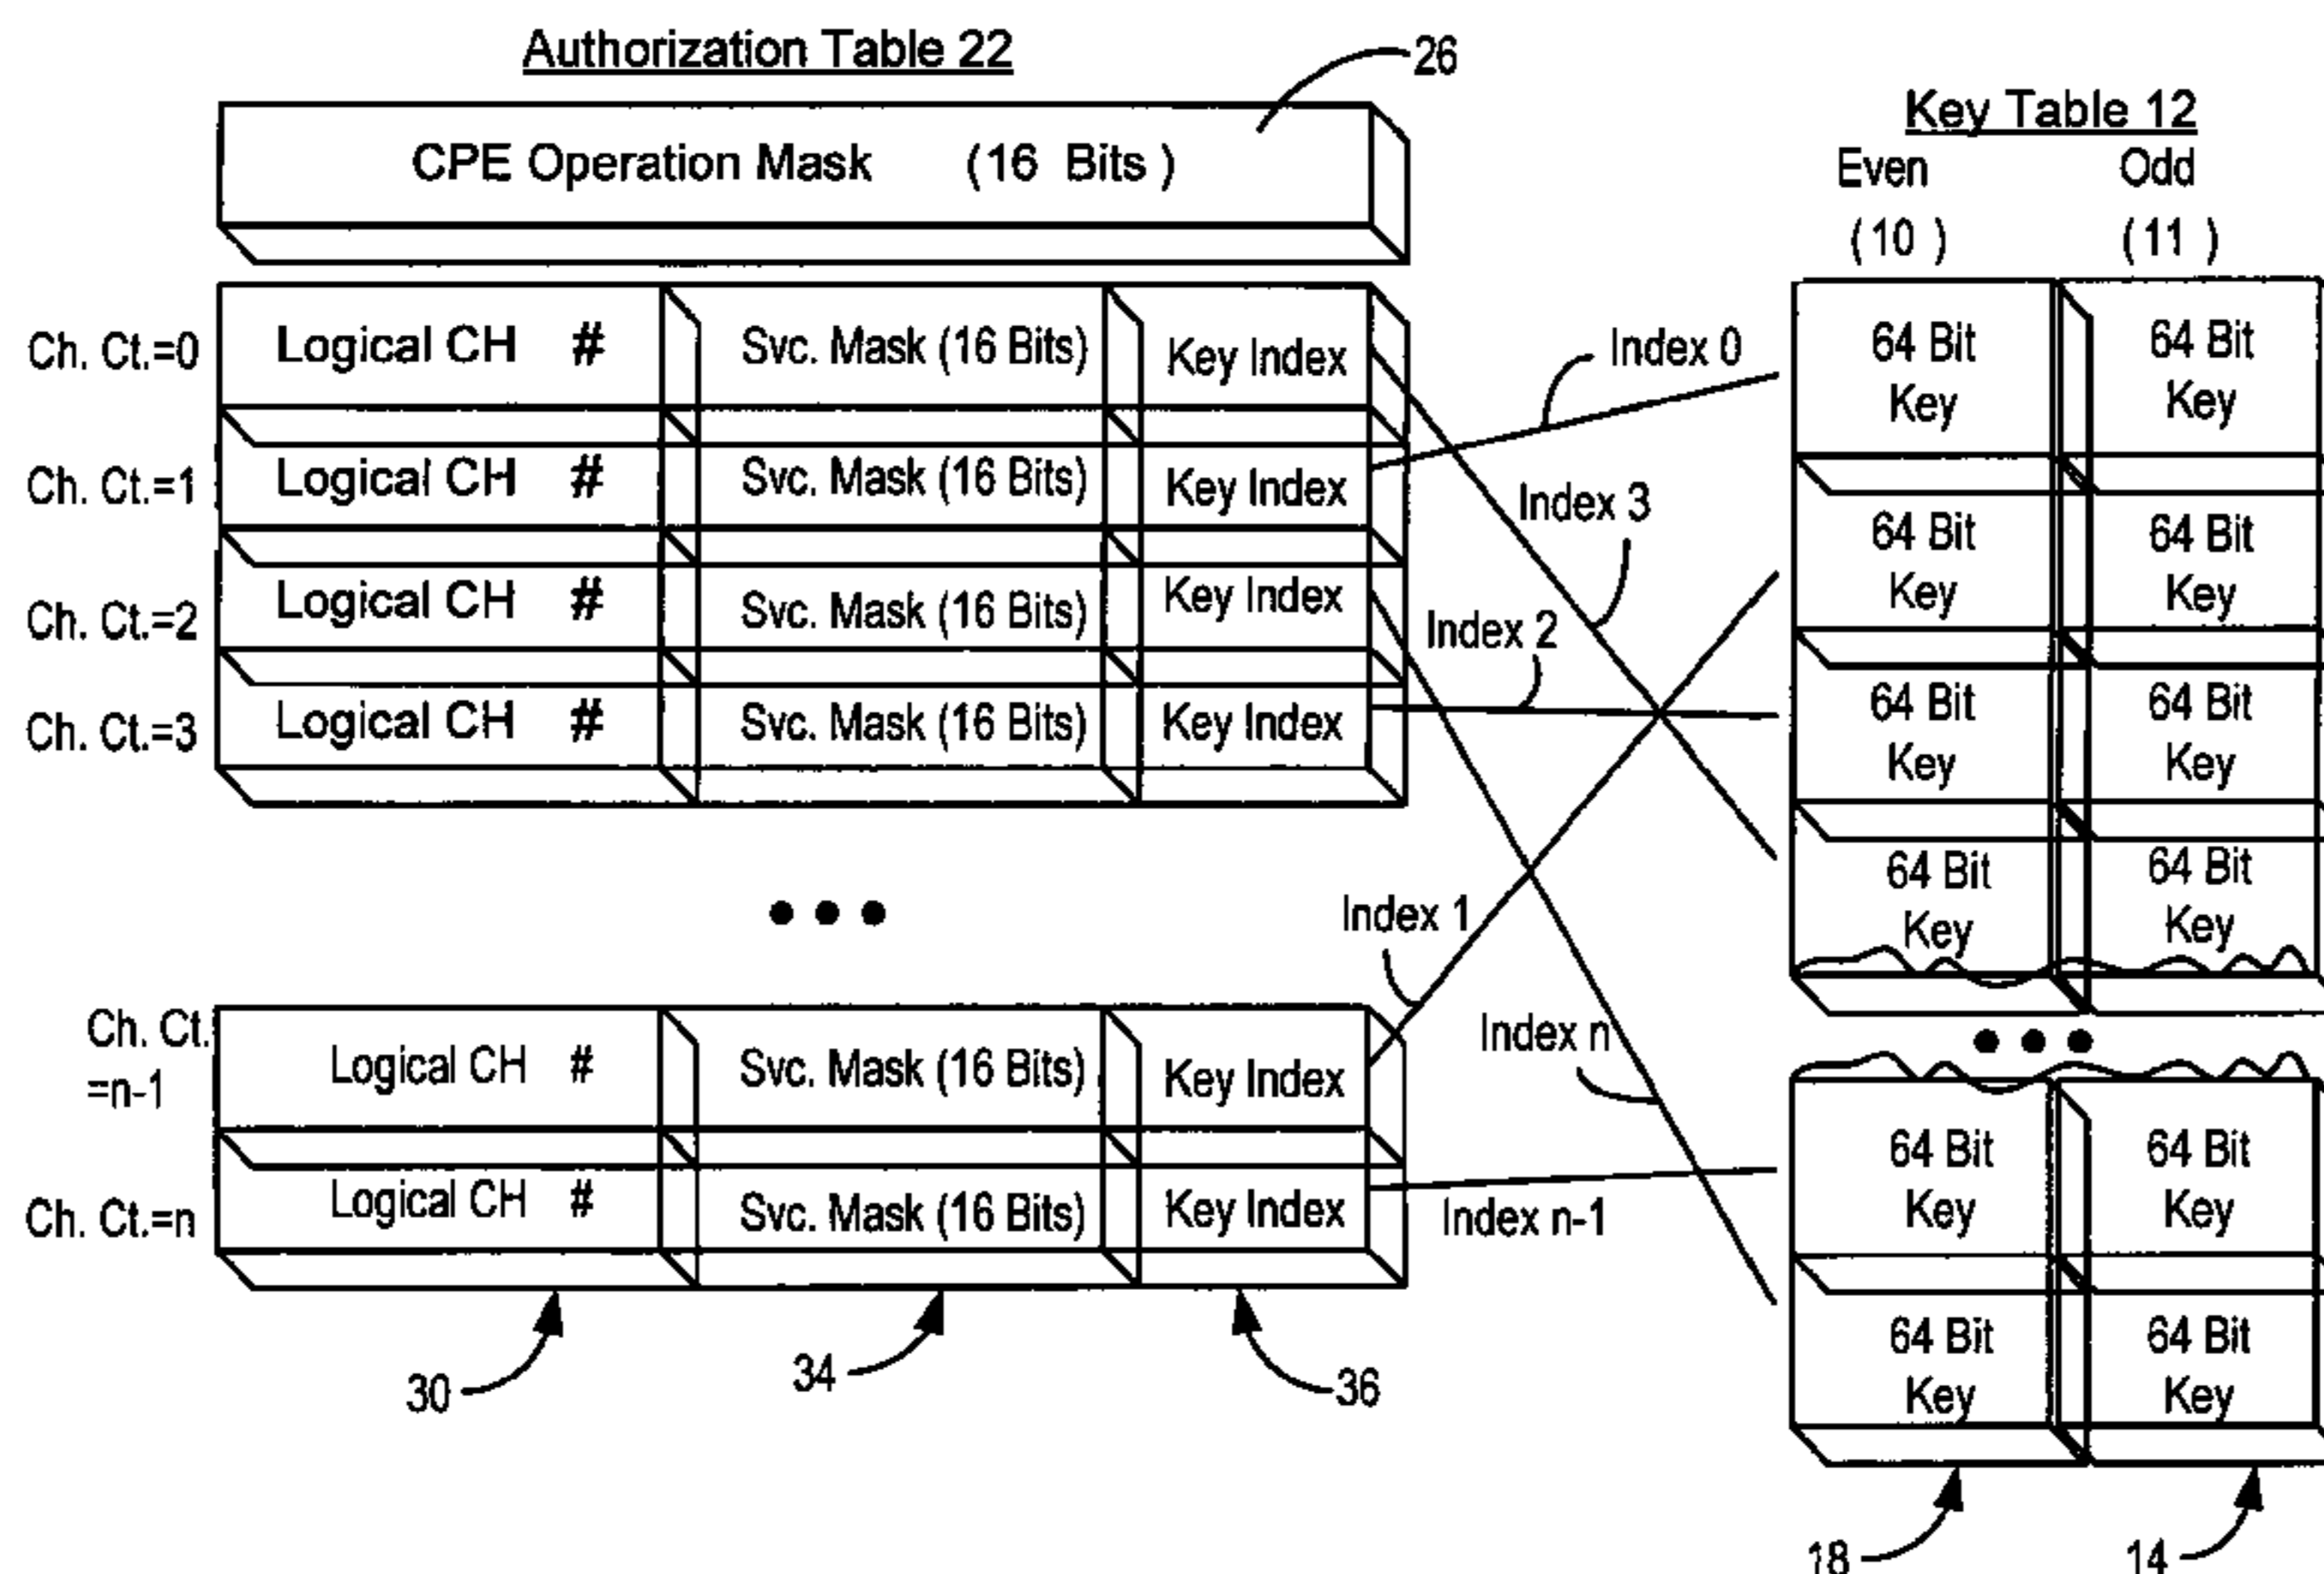 Authorization Table 22
26
CPE Operation Mask (16 Bits )
Key Table 12
Even Odd
(10 ) (11 )
Ch. Ct.=0 Logical CH # Svc. Mask (16 Bits) Key Index
Ch. Ct.=1 Logical CH # Svc. Mask (16 Bits) Key Index
Ch. Ct.=2 Logical CH # Svc. Mask (16 Bits) Key Index
Ch. Ct.=3 Logical CH # Svc. Mask (16 Bits) Key Index
• • •
Ch. Ct.
=n-1
Logical CH # Svc. Mask (16 Bits) Key Index
Ch. Ct.=n Logical CH # Svc. Mask (16 Bits) Key Index
30
34
36
Index 0
Index 3
Index 2
Index 1
Index n
Index n-1
64 Bit 64 Bit
Key Key
64 Bit 64 Bit
Key Key
64 Bit 64 Bit
Key Key
64 Bit 64 Bit
Key Key
• • •
64 Bit 64 Bit
Key Key
64 Bit 64 Bit
Key Key
18 14